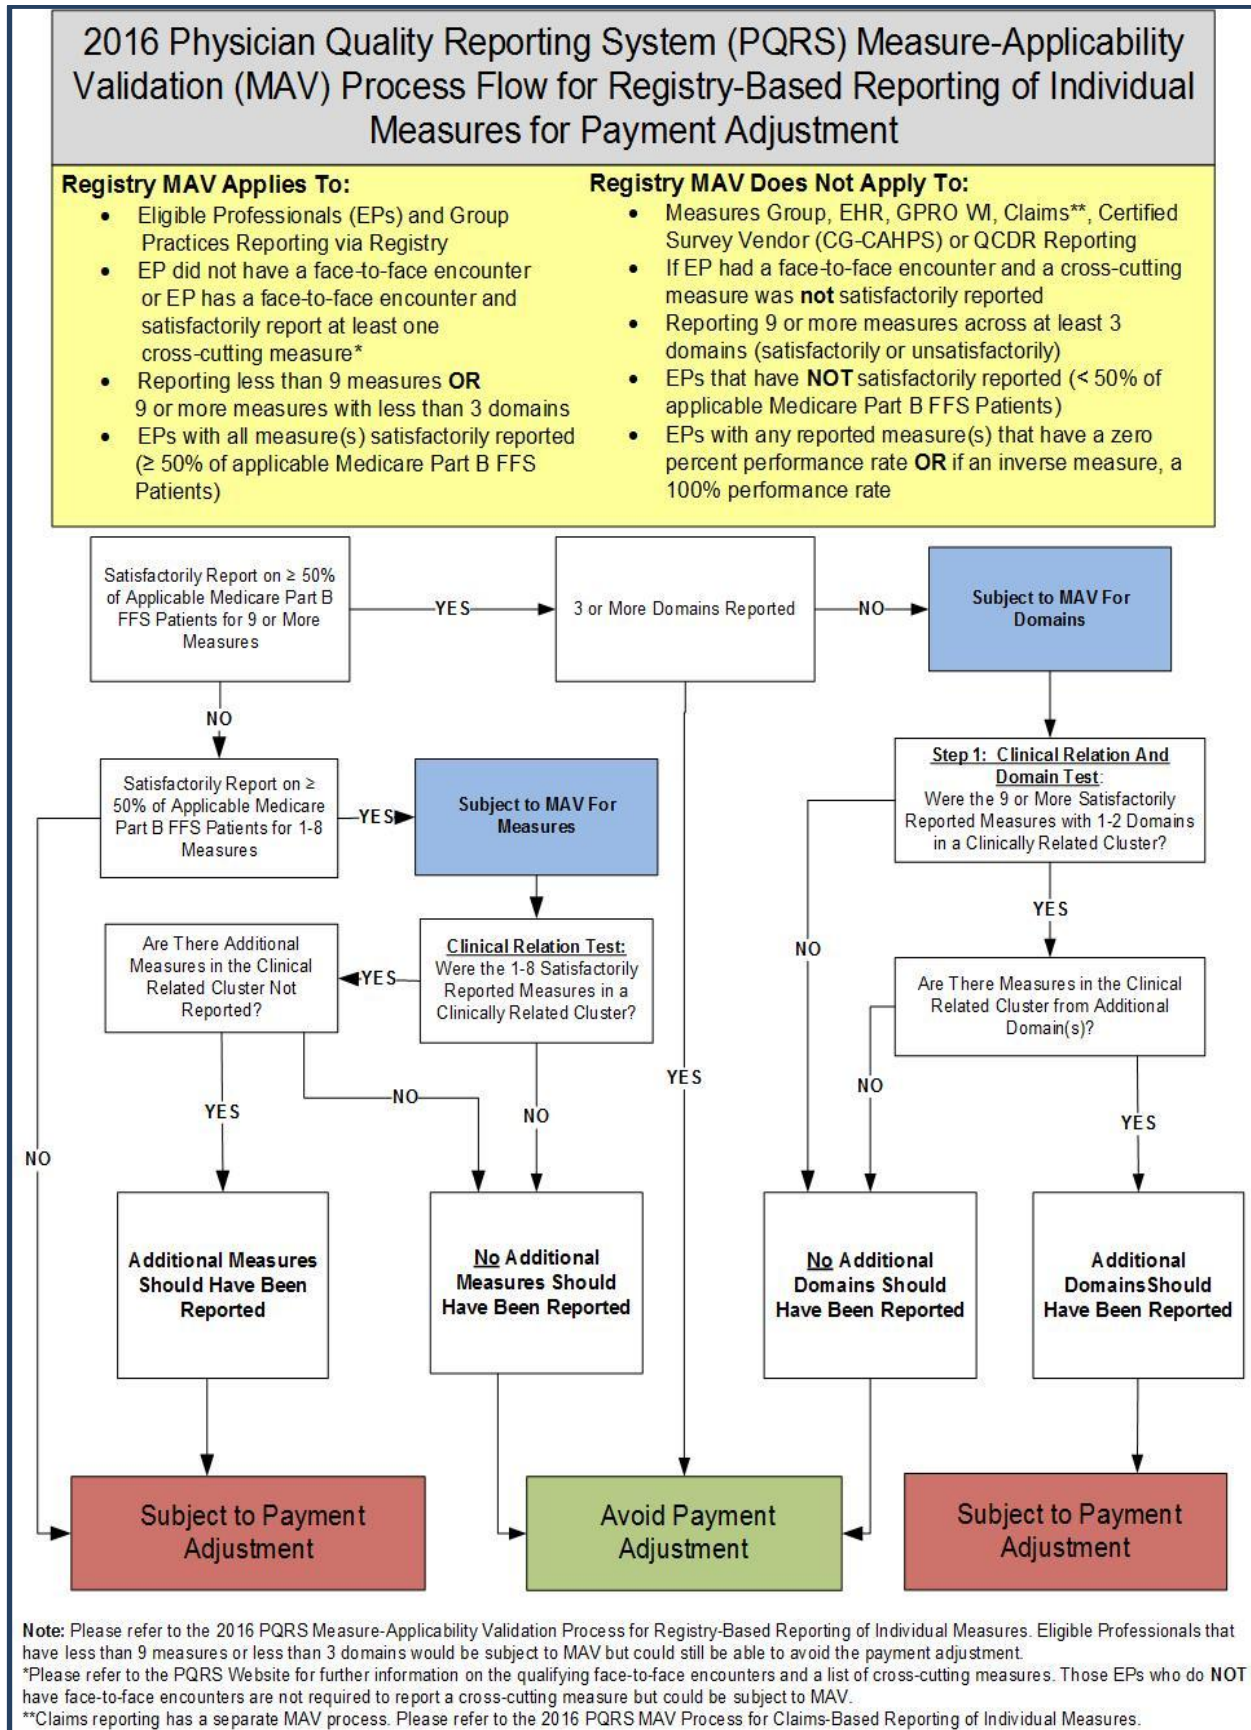 2016 Physician Quality Reporting System (PQRS) Measure-Applicability
Validation (MAV) Process Flow for Registry-Based Reporting of Individual
Measures for Payment Adjustment
Registry MAV Applies To:
• Eligible Professionals (EPs) and Group
Practices Reporting via Registry
• EP did not have a face-to-face encounter
or EP has a face-to-face encounter and
satisfactorily report at least one
cross-cutting measure*
• Reporting less than 9 measures OR
9 or more measures with less than 3 domains
• EPs with all measure(s) satisfactorily reported
(≥ 50% of applicable Medicare Part B FFS
Patients)
Registry MAV Does Not Apply To:
• Measures Group, EHR, GPRO WI, Claims**, Certified
Survey Vendor (CG-CAHPS) or QCDR Reporting
• If EP had a face-to-face encounter and a cross-cutting
measure was not satisfactorily reported
• Reporting 9 or more measures across at least 3
domains (satisfactorily or unsatisfactorily)
• EPs that have NOT satisfactorily reported (< 50% of
applicable Medicare Part B FFS Patients)
• EPs with any reported measure(s) that have a zero
percent performance rate OR if an inverse measure, a
100% performance rate
Satisfactorily Report on ≥ 50%
of Applicable Medicare Part B
FFS Patients for 9 or More
Measures
YES
3 or More Domains Reported
NO
Subject to MAV For
Domains
NO
Satisfactorily Report on ≥
50% of Applicable Medicare
Part B FFS Patients for 1-8
Measures
YES
Subject to MAV For
Measures
Step 1: Clinical Relation And
Domain Test:
Were the 9 or More Satisfactorily
Reported Measures with 1-2 Domains
in a Clinically Related Cluster?
YES
NO
Are There Additional
Measures in the Clinical
Related Cluster Not
Reported?
YES
Clinical Relation Test:
Were the 1-8 Satisfactorily
Reported Measures in a
Clinically Related Cluster?
Are There Measures in the Clinical
Related Cluster from Additional
Domain(s)?
YES
NO
NO
YES
NO
YES
NO
Additional Measures
Should Have Been
Reported
No Additional
Measures Should
Have Been Reported
No Additional
Domains Should
Have Been Reported
Additional
DomainsShould
Have Been Reported
Subject to Payment
Adjustment
Avoid Payment
Adjustment
Subject to Payment
Adjustment
Note: Please refer to the 2016 PQRS Measure-Applicability Validation Process for Registry-Based Reporting of Individual Measures. Eligible Professionals that
have less than 9 measures or less than 3 domains would be subject to MAV but could still be able to avoid the payment adjustment.
*Please refer to the PQRS Website for further information on the qualifying face-to-face encounters and a list of cross-cutting measures. Those EPs who do NOT
have face-to-face encounters are not required to report a cross-cutting measure but could be subject to MAV.
**Claims reporting has a separate MAV process. Please refer to the 2016 PQRS MAV Process for Claims-Based Reporting of Individual Measures.